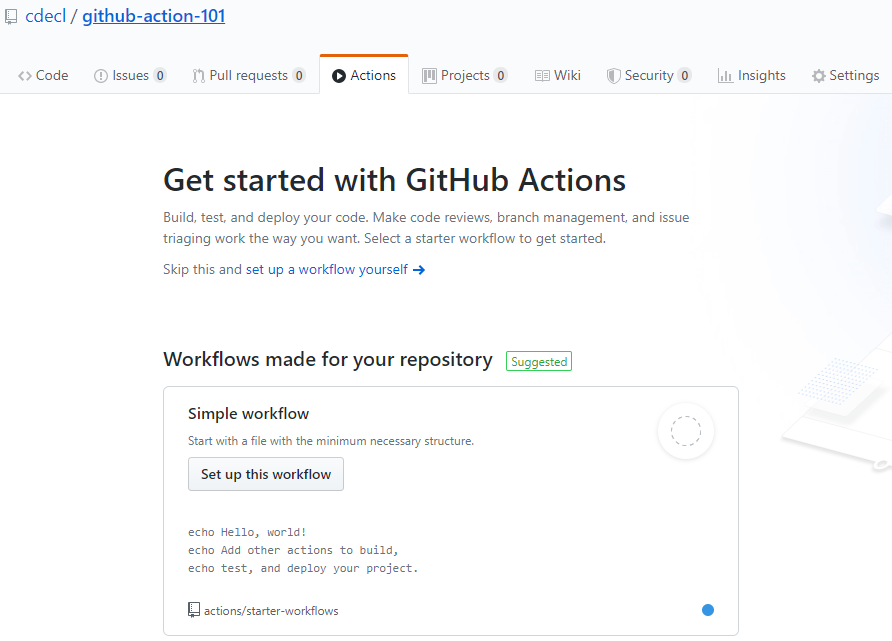 cdecl / github-action-101
Code Issues 0 Pull requests 0 Actions Projects 0 Wiki Security 0 Insights Settings
Get started with GitHub Actions
Build, test, and deploy your code. Make code reviews, branch management, and issue
triaging work the way you want. Select a starter workflow to get started.
Skip this and set up a workflow yourself →
Workflows made for your repository Suggested
Simple workflow
Start with a file with the minimum necessary structure.
Set up this workflow
echo Hello, world!
echo Add other actions to build,
echo test, and deploy your project.
actions/starter-workflows